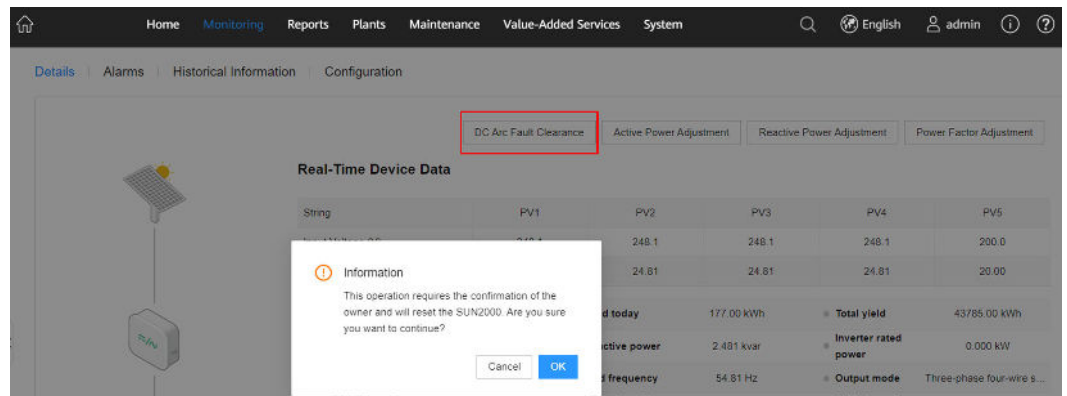 Home Monitoring Reports Plants Maintenance Value-Added Services System English admin
Details Alarms Historical Information Configuration
DC Arc Fault Clearance Active Power Adjustment Reactive Power Adjustment Power Factor Adjustment
Real-Time Device Data
String PV1 PV2 PV3 PV4 PV5
248.1 248.1 248.1 200.0
24.81 24.81 24.81 20.00
Information
This operation requires the confirmation of the
owner and will reset the SUN2000. Are you sure
you want to continue?
Cancel OK
d today 177.00 kWh Total yield 43785.00 kWh
active power 2.481 kvar Inverter rated
power 0.000 kW
d frequency 54.81 Hz Output mode Three-phase four-wire s...